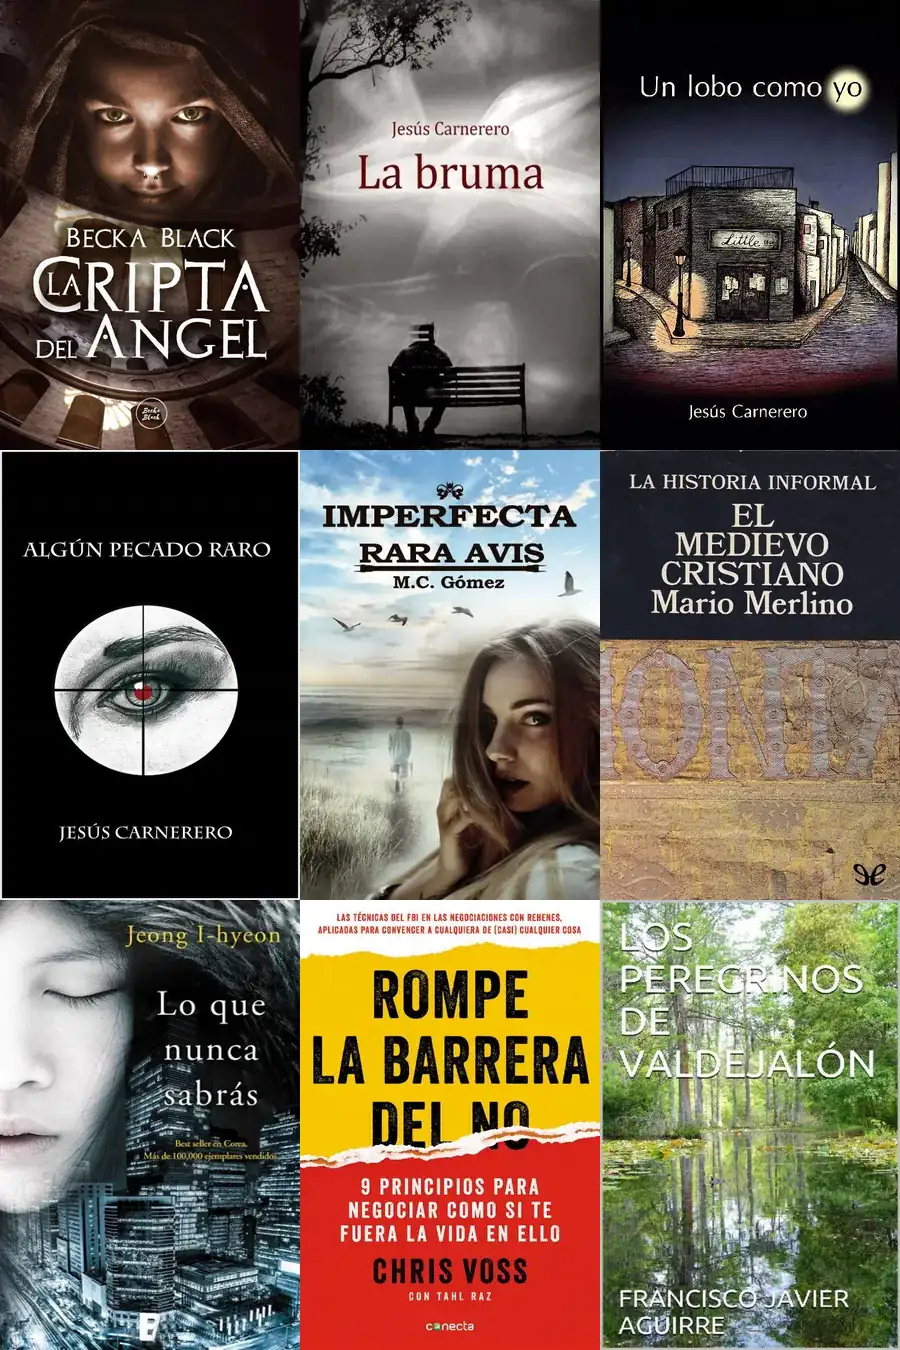 BECKA BLACK
LA CRIPTA
DEL ANGEL
Becka
Black
Jesús Carnerero
La bruma
Un lobo como yo
Little
Jesús Carnerero
ALGÚN PECADO RARO
JESÚS CARNERERO
IMPERFECTA
RARA AVIS
M.C. Gómez
LA HISTORIA INFORMAL
EL
MEDIEVO
CRISTIANO
Mario Merlino
Jeong I-hyeon
Lo que
nunca
sabrás
Best seller en Corea.
Más de 100.000 ejemplares vendidos.
B
LAS TÉCNICAS DEL FBI EN LAS NEGOCIACIONES CON REHENES,
APLICADAS PARA CONVENCER A CUALQUIERA DE (CASI) CUALQUIER COSA
ROMPE
LA BARRERA
DEL NO
9 PRINCIPIOS PARA
NEGOCIAR COMO SI TE
FUERA LA VIDA EN ELLO
CHRIS VOSS
CON TAHL RAZ
conecta
LOS
PEREGRINOS
DE
VALDEJALÓN
FRANCISCO JAVIER
AGUIRRE